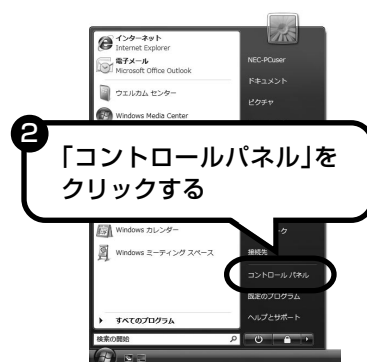 インターネット
Internet Explorer
電子メール
Microsoft Office Outlook
ウエルカム センター
Windows Media Center
NEC-PCuser
ドキュメント
ピクチャ
2
「コントロールパネル」を
クリックする
Windows カレンダー
Windows ミーティング スペース
すべてのプログラム
検索の開始
ク
接続先
コントロール パネル
既定のプログラム
ヘルプとサポート